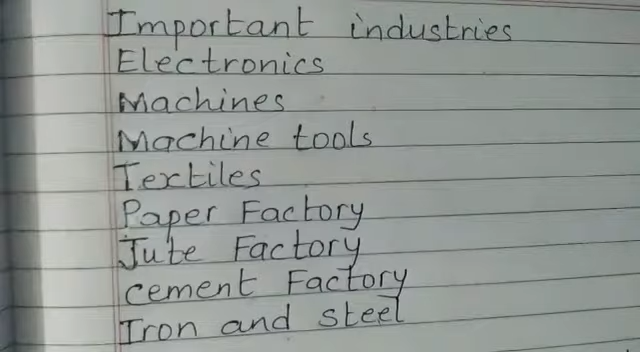 Important industries
Electronics
Machines
Machine tools
Textiles
Paper Factory
Jute Factory
cement Factory
Iron and steel